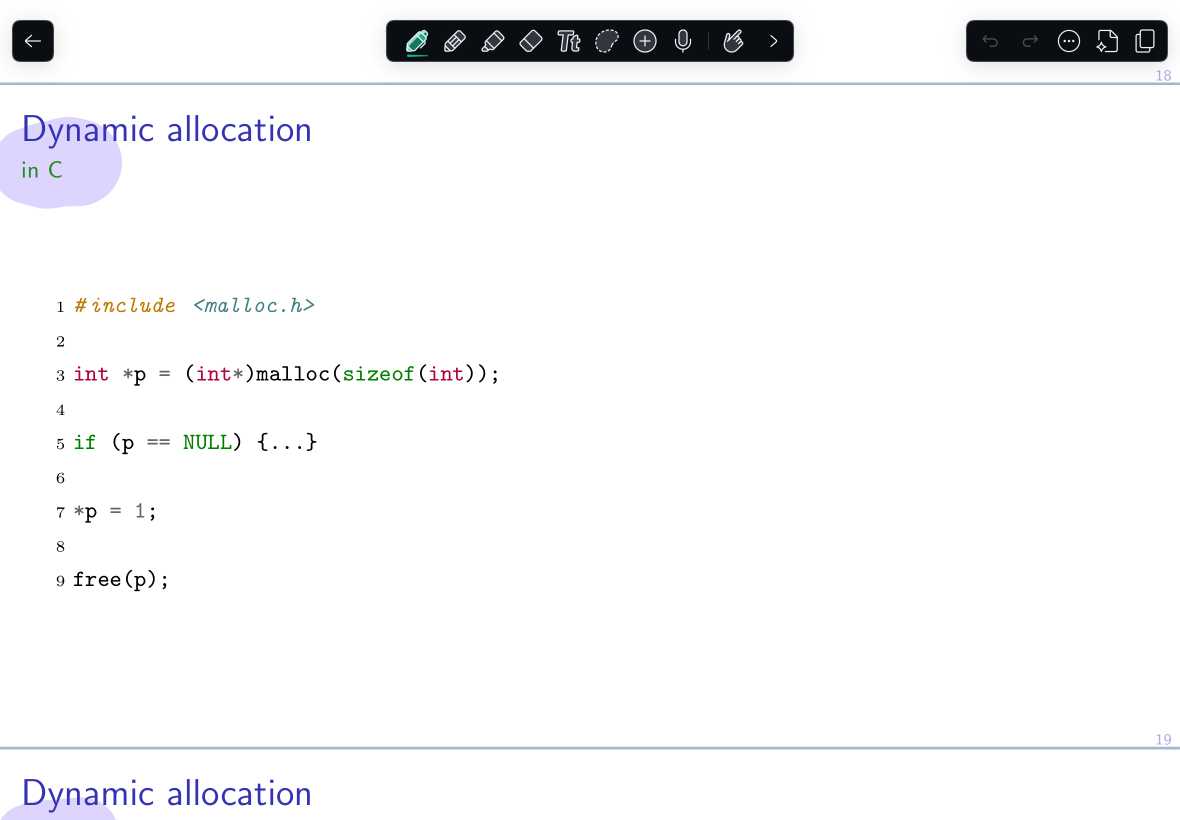 Tt
18
Dynamic allocation
in C
1 #include <malloc.h>
2
3 int *p = (int*)malloc(sizeof(int));
4
5 if (p == NULL) {...}
6
7 *p = 1;
8
9 free(p);
19
Dynamic allocation